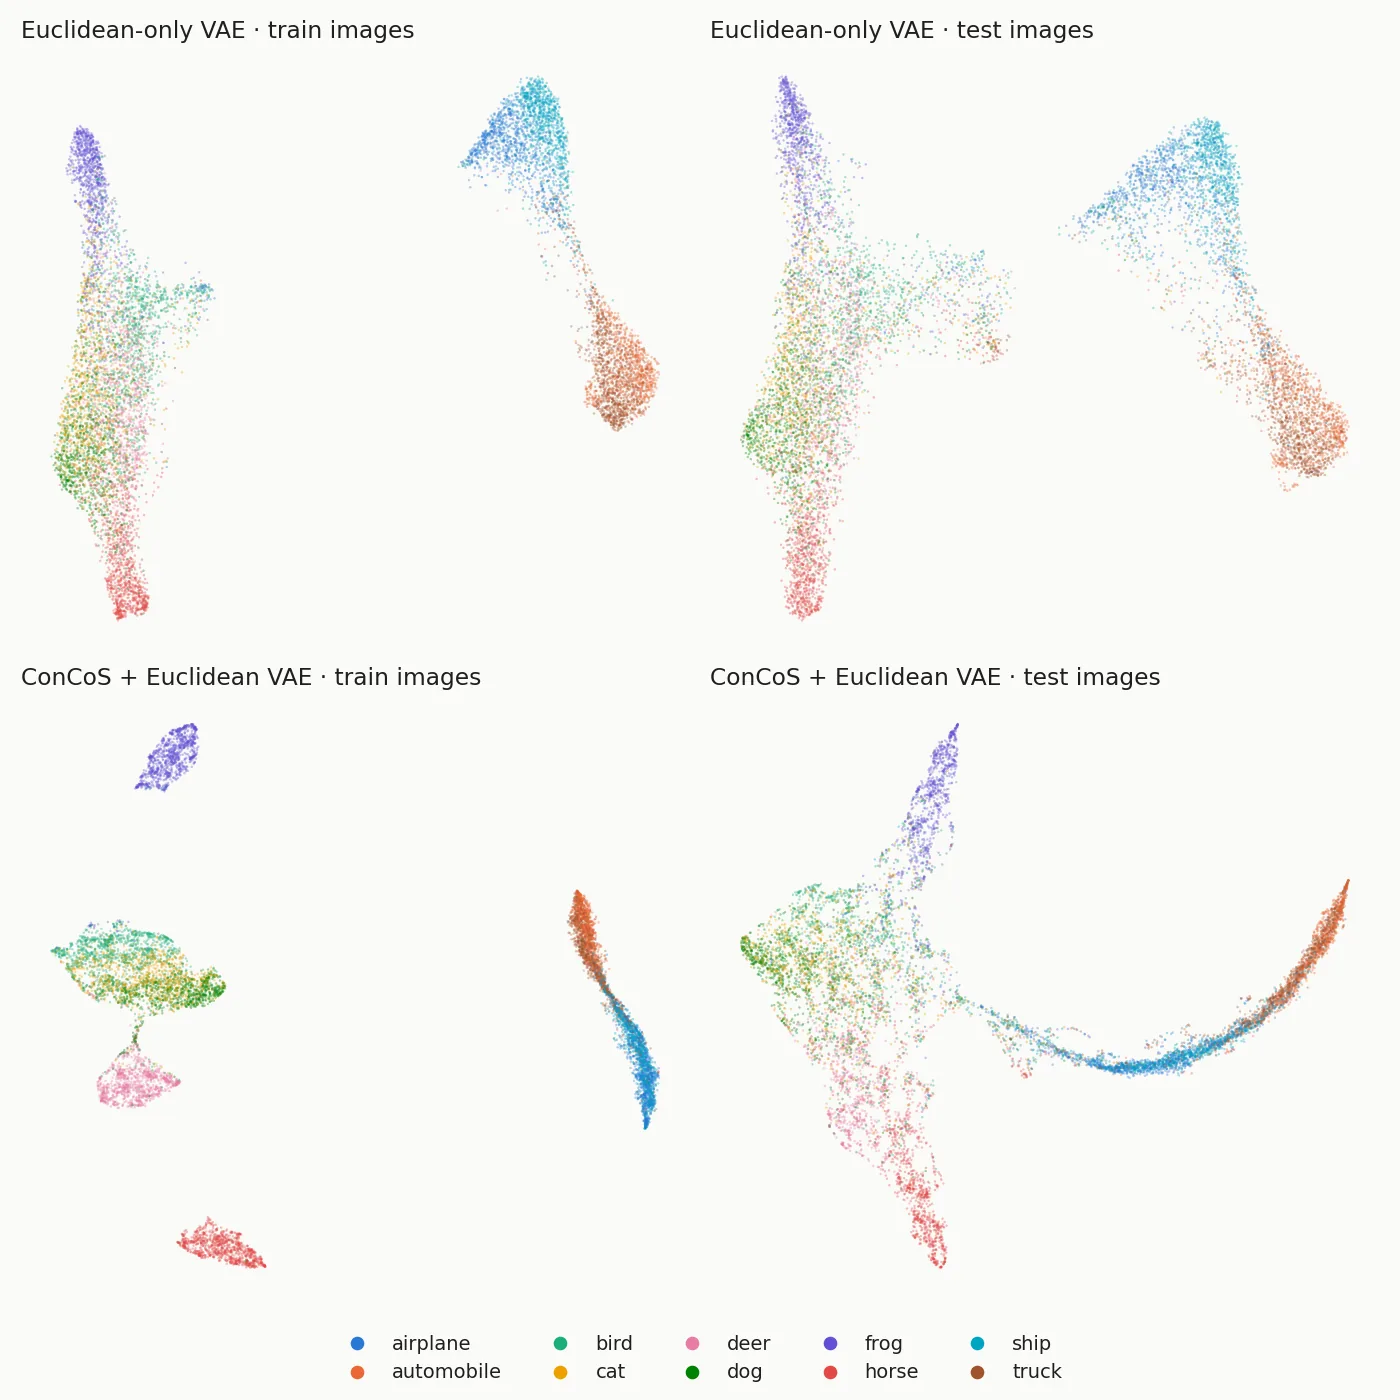 Euclidean-only VAE · train images
Euclidean-only VAE · test images
ConCoS + Euclidean VAE · train images
ConCoS + Euclidean VAE · test images
airplane bird deer frog ship
automobile cat dog horse truck